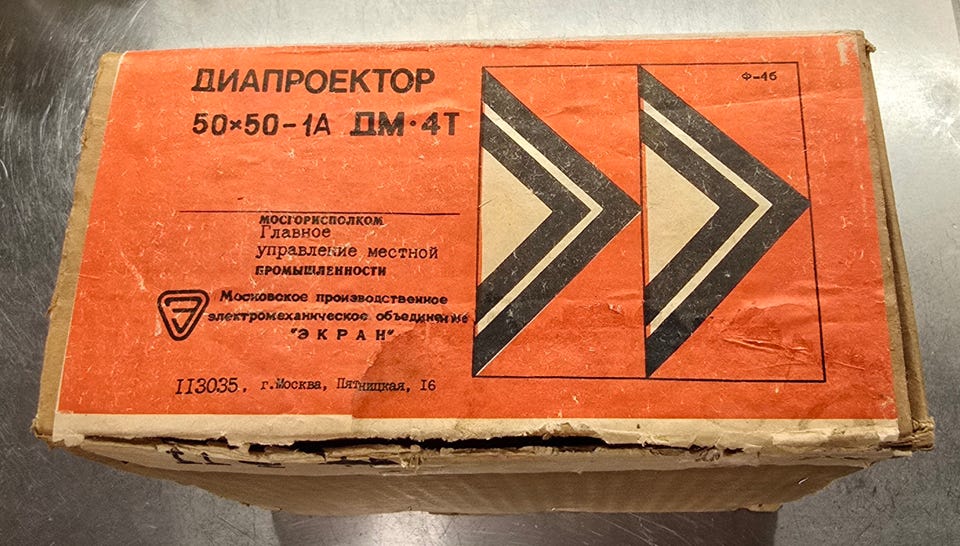 ДИАПРОЕКТОР
50×50-1А ДМ·4Т
Ф-46
МОСГОРИСПОЛКОМ
Главное
управление местной
ПРОМЫШЛЕННОСТИ
Э
Московское производственное
электромеханическое объединение
"ЭКРАН"
113035. г.Москва, Пятницкая, 16